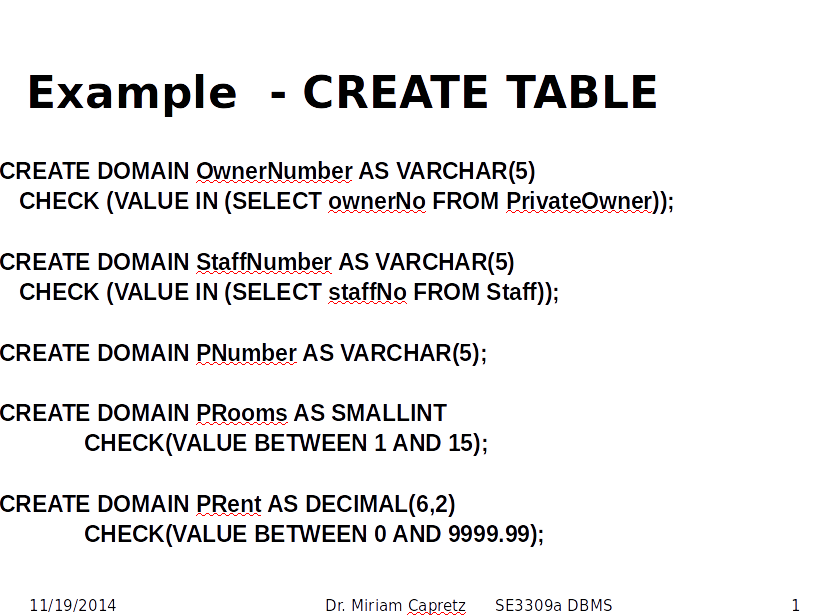 Example - CREATE TABLE
CREATE DOMAIN OwnerNumber AS VARCHAR(5)
CHECK (VALUE IN (SELECT ownerNo FROM PrivateOwner));
CREATE DOMAIN StaffNumber AS VARCHAR(5)
CHECK (VALUE IN (SELECT staffNo FROM Staff));
CREATE DOMAIN PNumber AS VARCHAR(5);
CREATE DOMAIN PRooms AS SMALLINT
CHECK(VALUE BETWEEN 1 AND 15);
CREATE DOMAIN PRent AS DECIMAL(6,2)
CHECK(VALUE BETWEEN 0 AND 9999.99);
11/19/2014 Dr. Miriam Capretz SE3309a DBMS 1